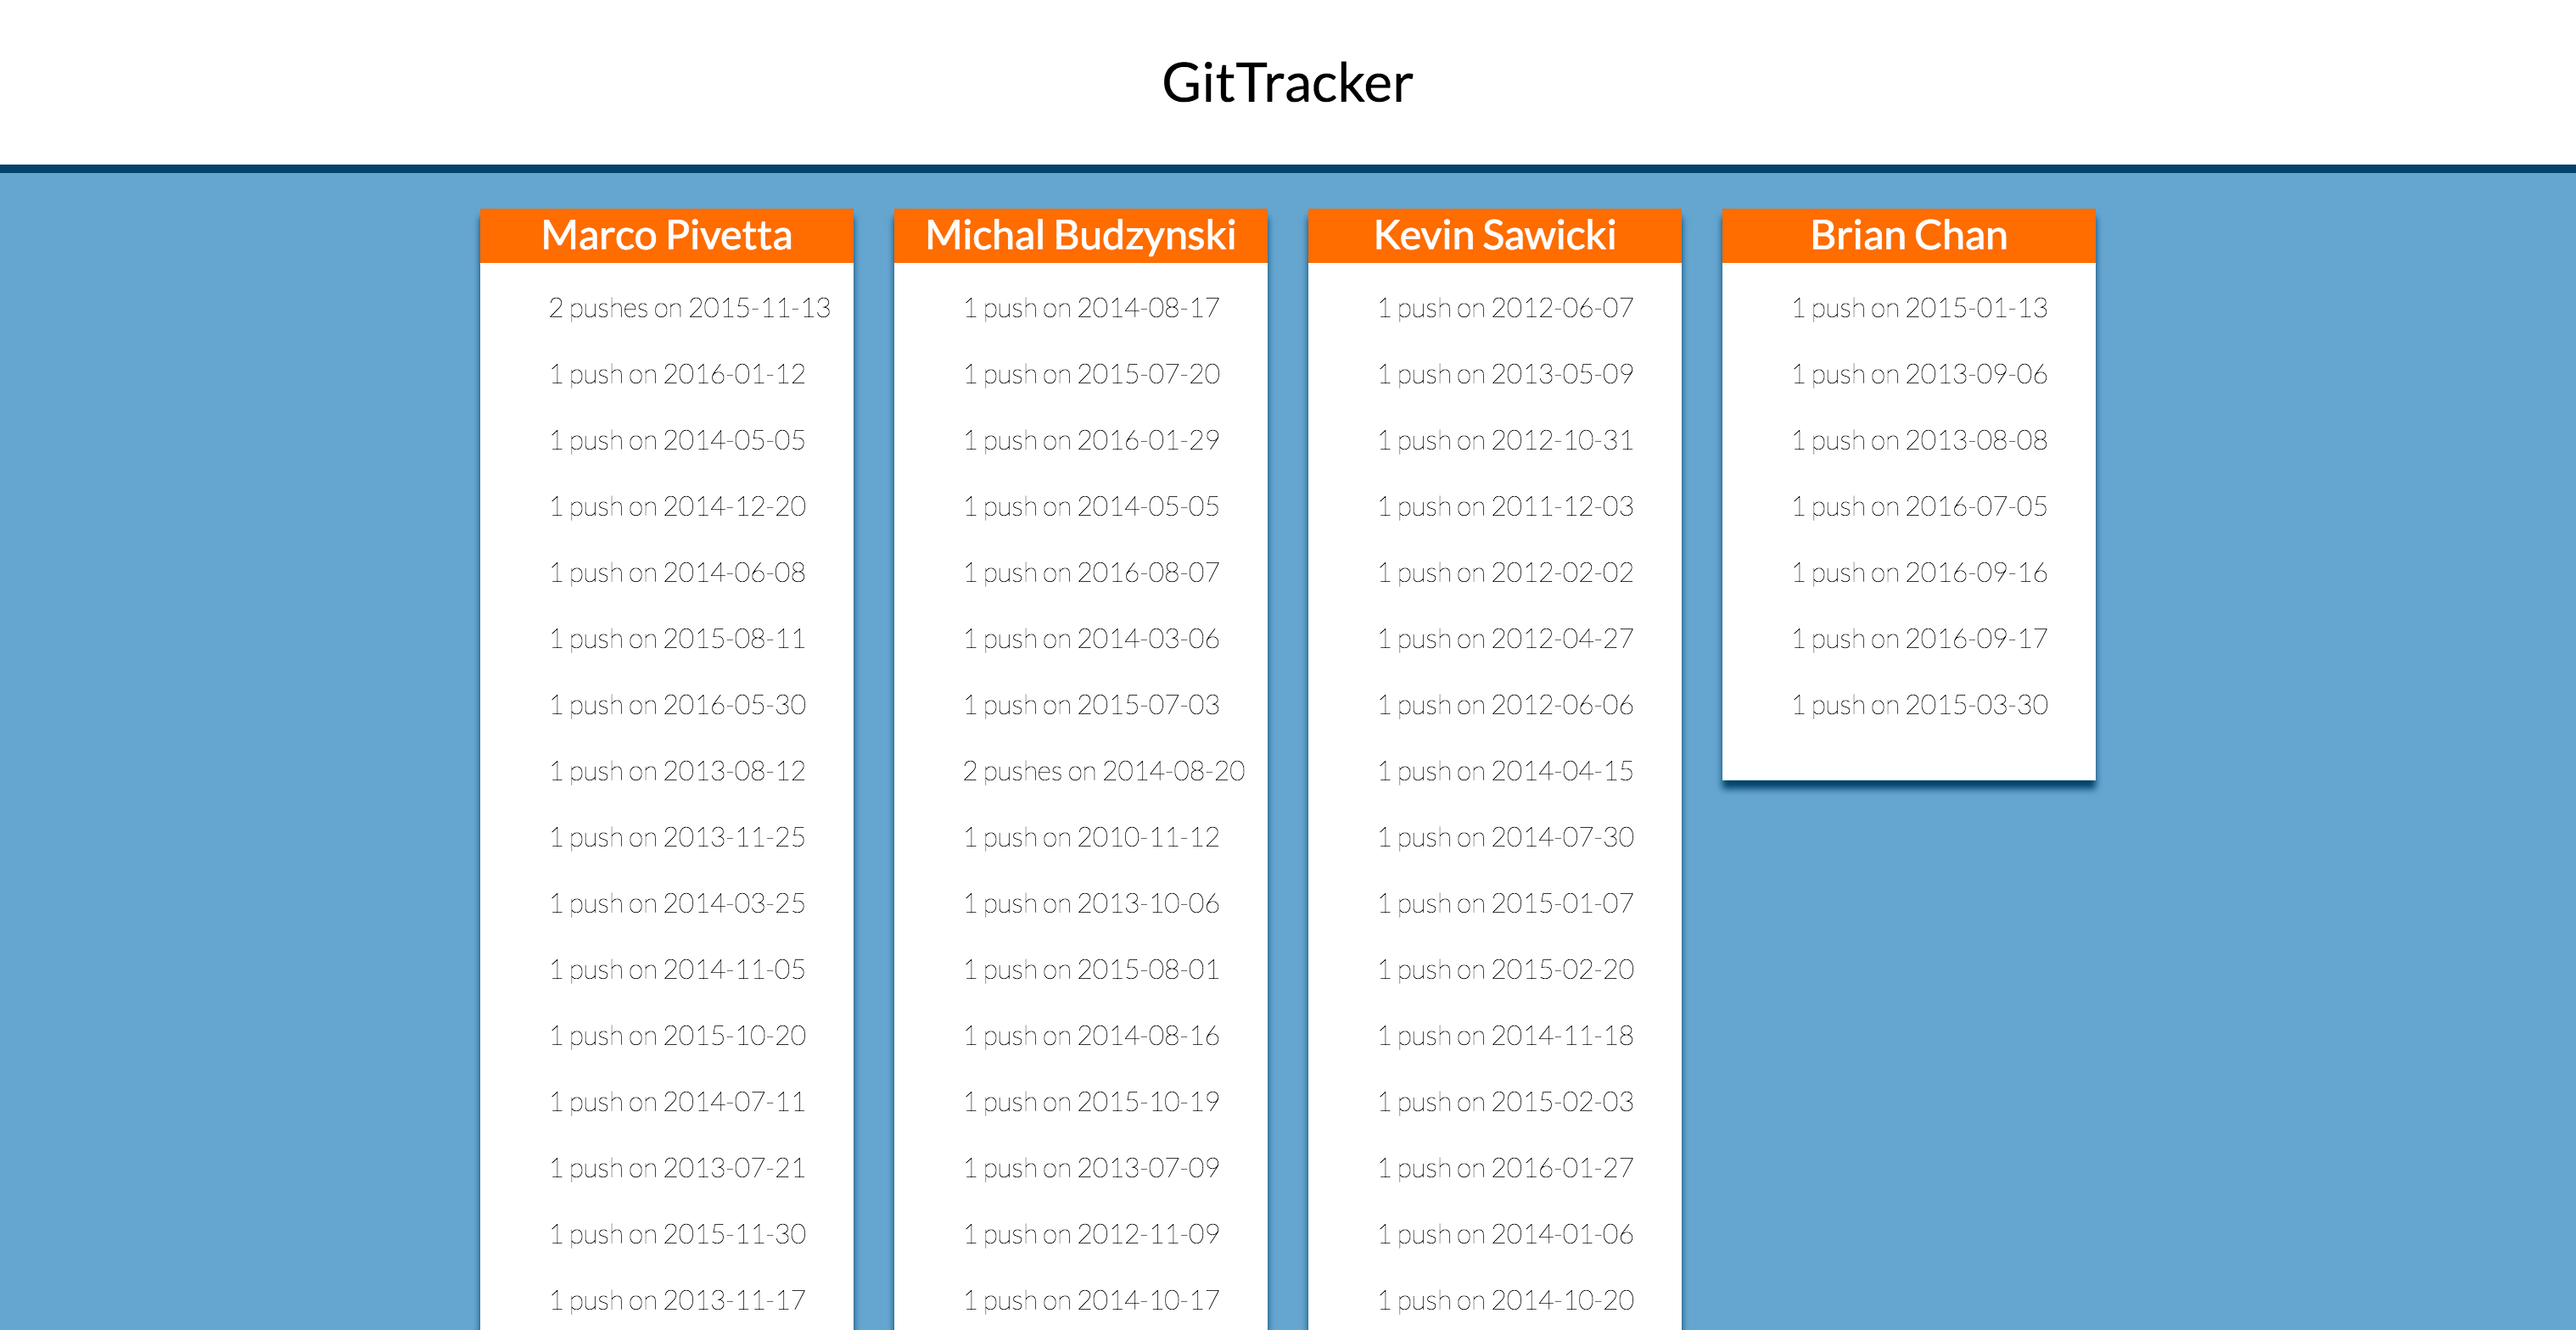 GitTracker
Marco Pivetta
2 pushes on 2015-11-13
1 push on 2016-01-12
1 push on 2014-05-05
1 push on 2014-12-20
1 push on 2014-06-08
1 push on 2015-08-11
1 push on 2016-05-30
1 push on 2013-08-12
1 push on 2013-11-25
1 push on 2014-03-25
1 push on 2014-11-05
1 push on 2015-10-20
1 push on 2014-07-11
1 push on 2013-07-21
1 push on 2015-11-30
1 push on 2013-11-17
Michal Budzynski
1 push on 2014-08-17
1 push on 2015-07-20
1 push on 2016-01-29
1 push on 2014-05-05
1 push on 2016-08-07
1 push on 2014-03-06
1 push on 2015-07-03
2 pushes on 2014-08-20
1 push on 2010-11-12
1 push on 2013-10-06
1 push on 2015-08-01
1 push on 2014-08-16
1 push on 2015-10-19
1 push on 2013-07-09
1 push on 2012-11-09
1 push on 2014-10-17
Kevin Sawicki
1 push on 2012-06-07
1 push on 2013-05-09
1 push on 2012-10-31
1 push on 2011-12-03
1 push on 2012-02-02
1 push on 2012-04-27
1 push on 2012-06-06
1 push on 2014-04-15
1 push on 2014-07-30
1 push on 2015-01-07
1 push on 2015-02-20
1 push on 2014-11-18
1 push on 2015-02-03
1 push on 2016-01-27
1 push on 2014-01-06
1 push on 2014-10-20
Brian Chan
1 push on 2015-01-13
1 push on 2013-09-06
1 push on 2013-08-08
1 push on 2016-07-05
1 push on 2016-09-16
1 push on 2016-09-17
1 push on 2015-03-30